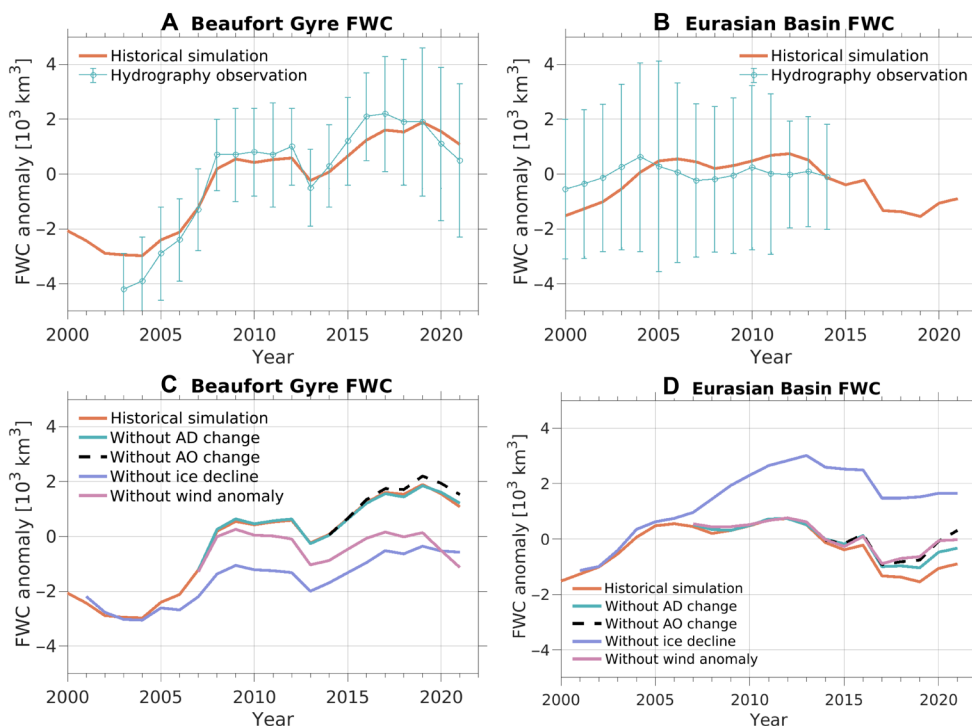 A Beaufort Gyre FWC
Historical simulation
Hydrography observation
FWC anomaly [10³ km³]
4
2
0
−2
−4
2000 2005 2010 2015 2020
Year
B Eurasian Basin FWC
Historical simulation
Hydrography observation
FWC anomaly [10³ km³]
4
2
0
−2
−4
2000 2005 2010 2015 2020
Year
C Beaufort Gyre FWC
Historical simulation
Without AD change
Without AO change
Without ice decline
Without wind anomaly
FWC anomaly [10³ km³]
4
2
0
−2
−4
2000 2005 2010 2015 2020
Year
D Eurasian Basin FWC
FWC anomaly [10³ km³]
4
2
0
−2
−4
Historical simulation
Without AD change
Without AO change
Without ice decline
Without wind anomaly
2000 2005 2010 2015 2020
Year